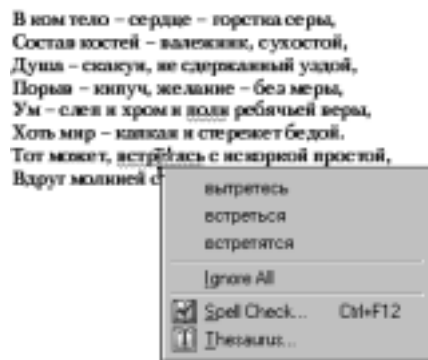 В ком тело – сердце – горстка серы,
Состав костей – валежник, сухостой,
Душа – скакун, не сдержанный уздой,
Порыв – кипуч, желание – без меры,
Ум – слеп и хром и полн ребячьей веры,
Хоть мир – капкан и стережет бедой.
Тот может, встретясь с искоркой простой,
Вдруг молнией с
вытретесь
встреться
встретятся
Ignore All
Spell Check... Ctrl+F12
Thesaurus...